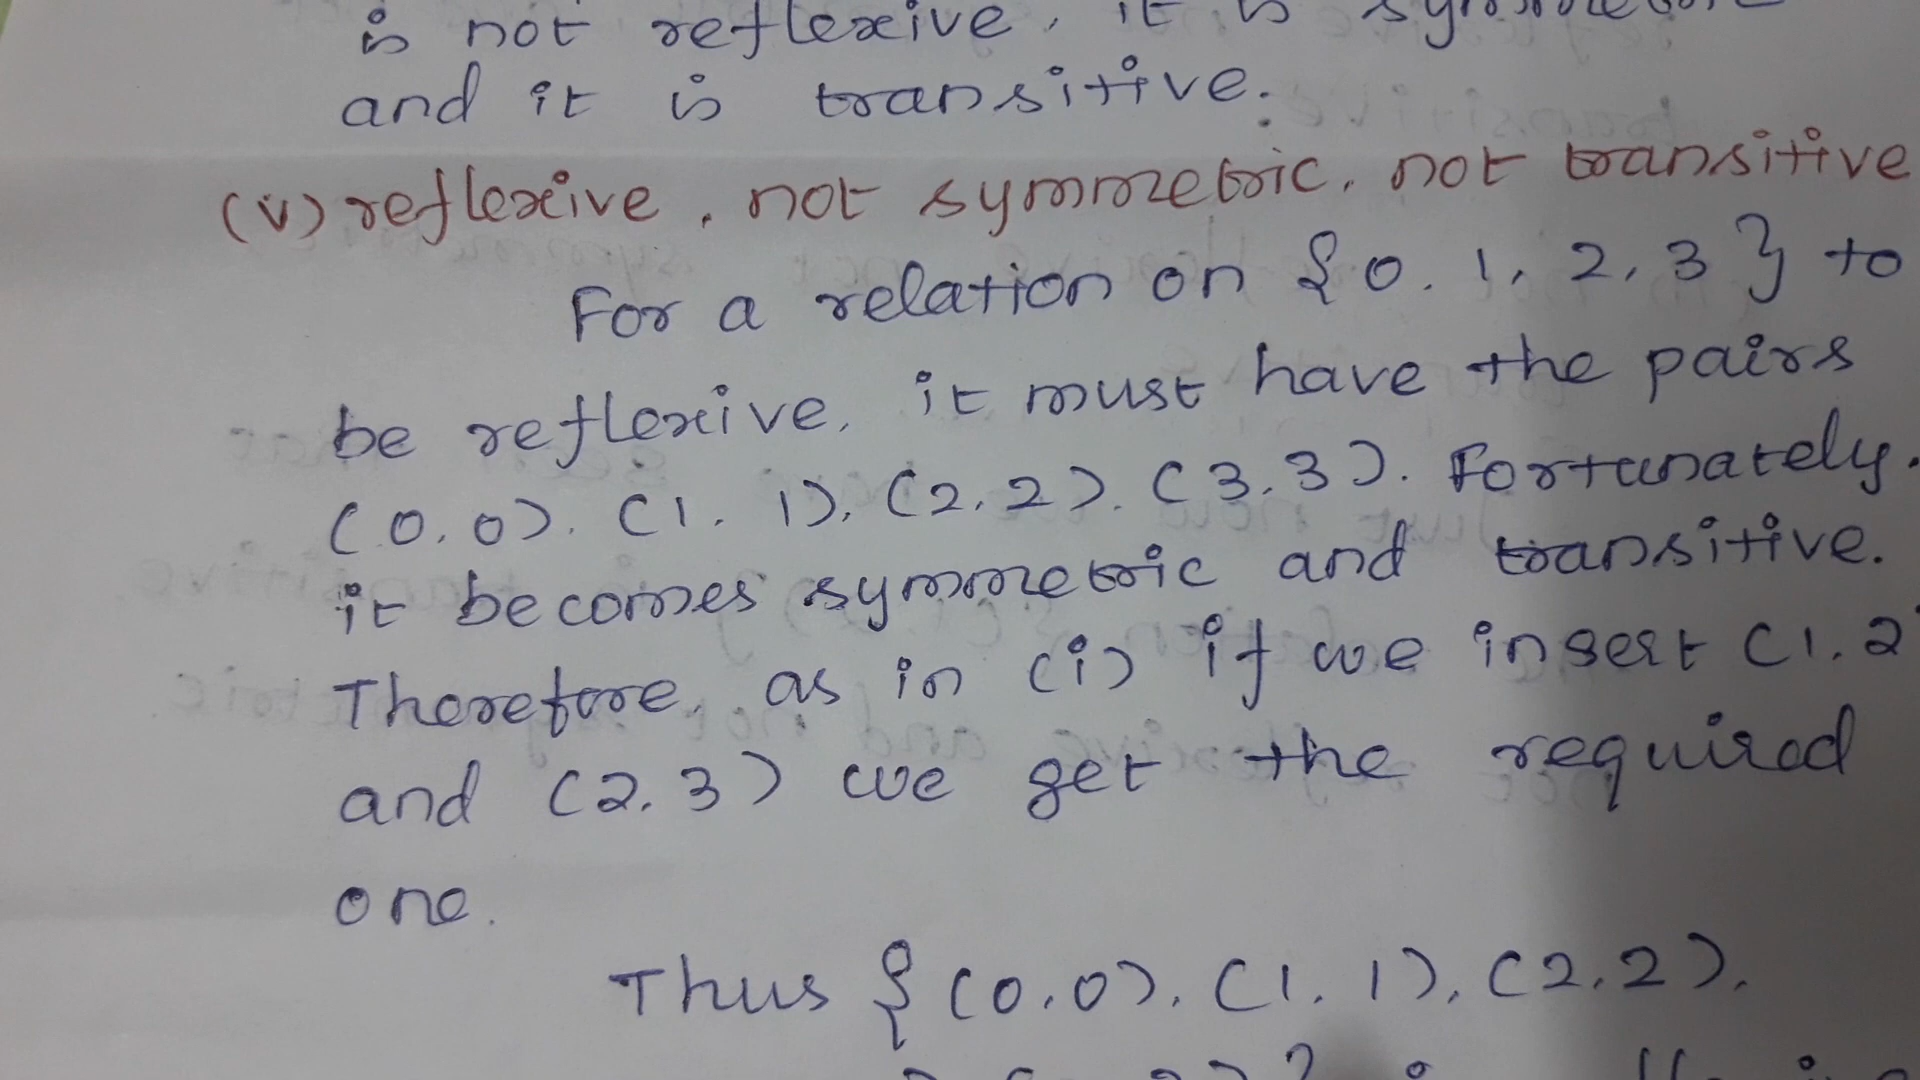 is not reflexive, it is symmetric
and it is transitive.
(v) reflexive, not symmetric, not transitive
For a relation on {0, 1, 2, 3} to
be reflexive, it must have the pairs
(0,0), (1, 1), (2,2), (3,3). Fortunately,
it becomes symmetric and transitive.
Therefore, as in (i) if we insert (1,2
and (2,3) we get the required
one.
Thus {(0,0), (1, 1), (2,2),